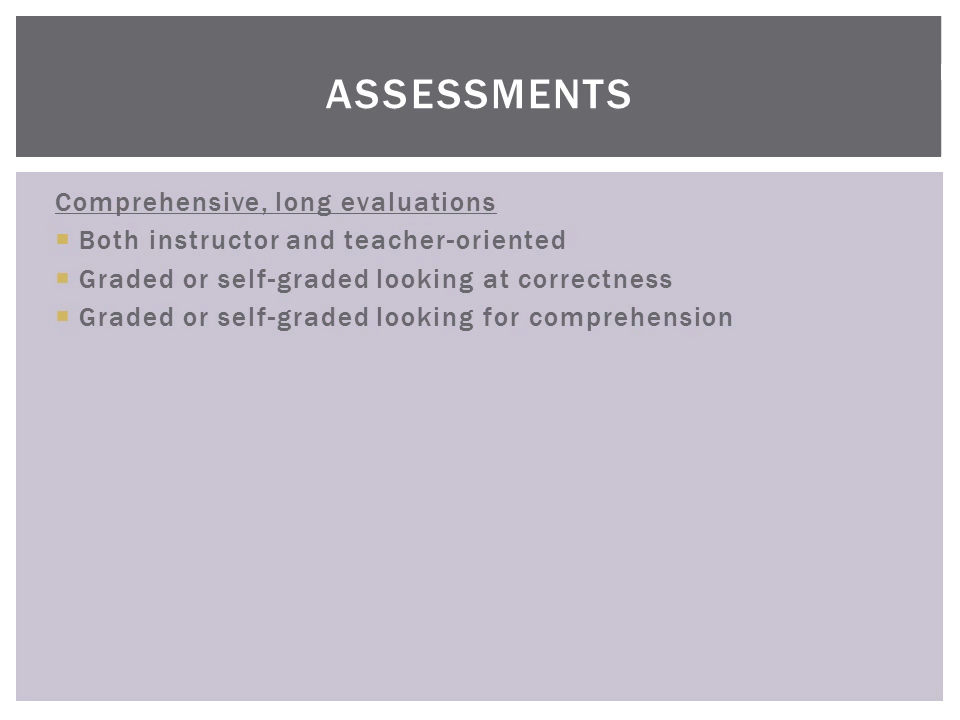 ASSESSMENTS
Comprehensive, long evaluations
Both instructor and teacher-oriented
Graded or self-graded looking at correctness
Graded or self-graded looking for comprehension